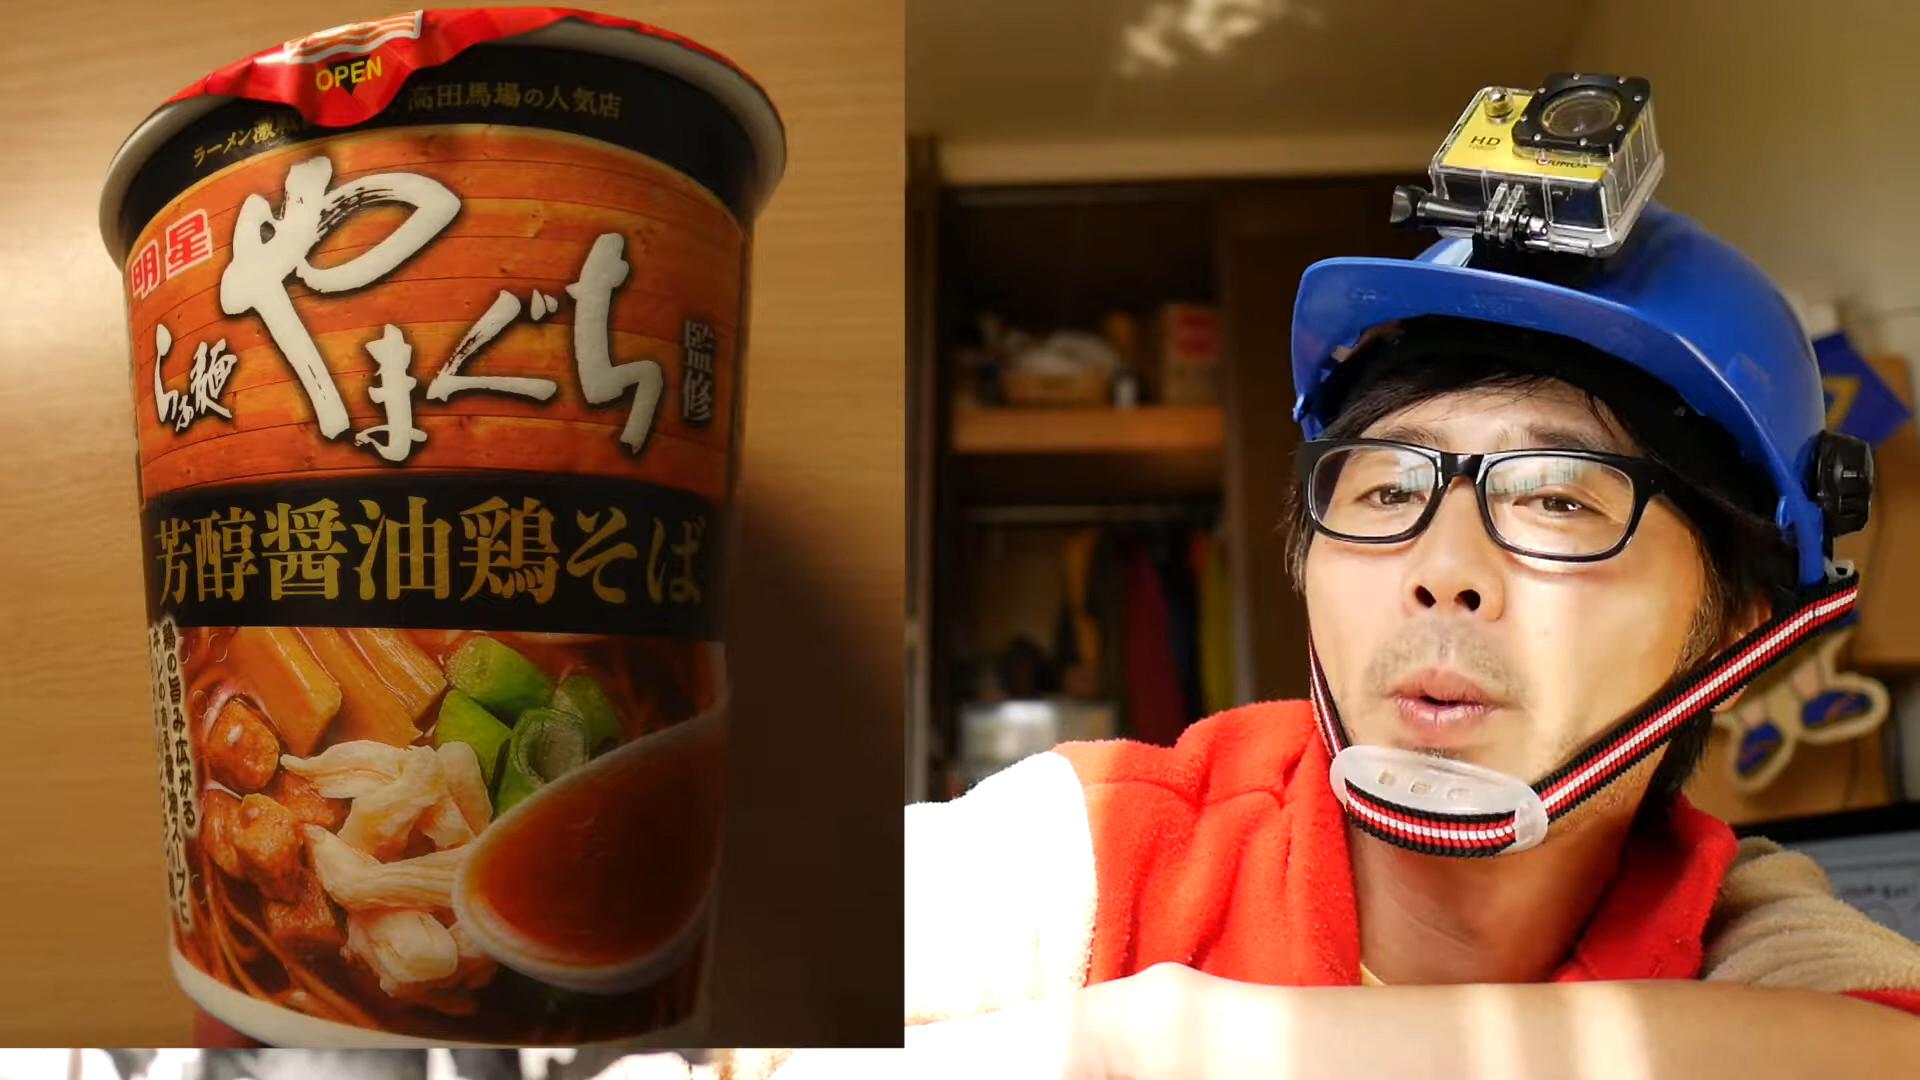 OPEN
高田馬場の人気店
ラーメン激
明星
らぁ麺
やまぐち
監修
芳醇醤油鶏そば
鶏の旨み広がる
HD
1080P